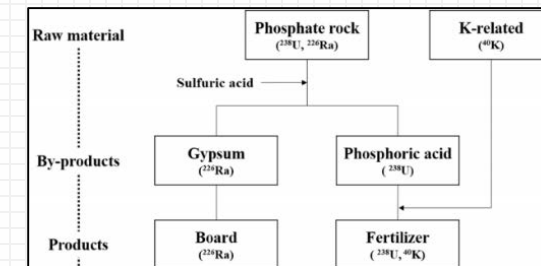 Raw material
Phosphate rock
(²³⁸U, ²²⁶Ra)
K-related
(⁴⁰K)
Sulfuric acid
By-products
Gypsum
(²²⁶Ra)
Phosphoric acid
( ²³⁸U)
Products
Board
(²²⁶Ra)
Fertilizer
( ²³⁸U, ⁴⁰K)